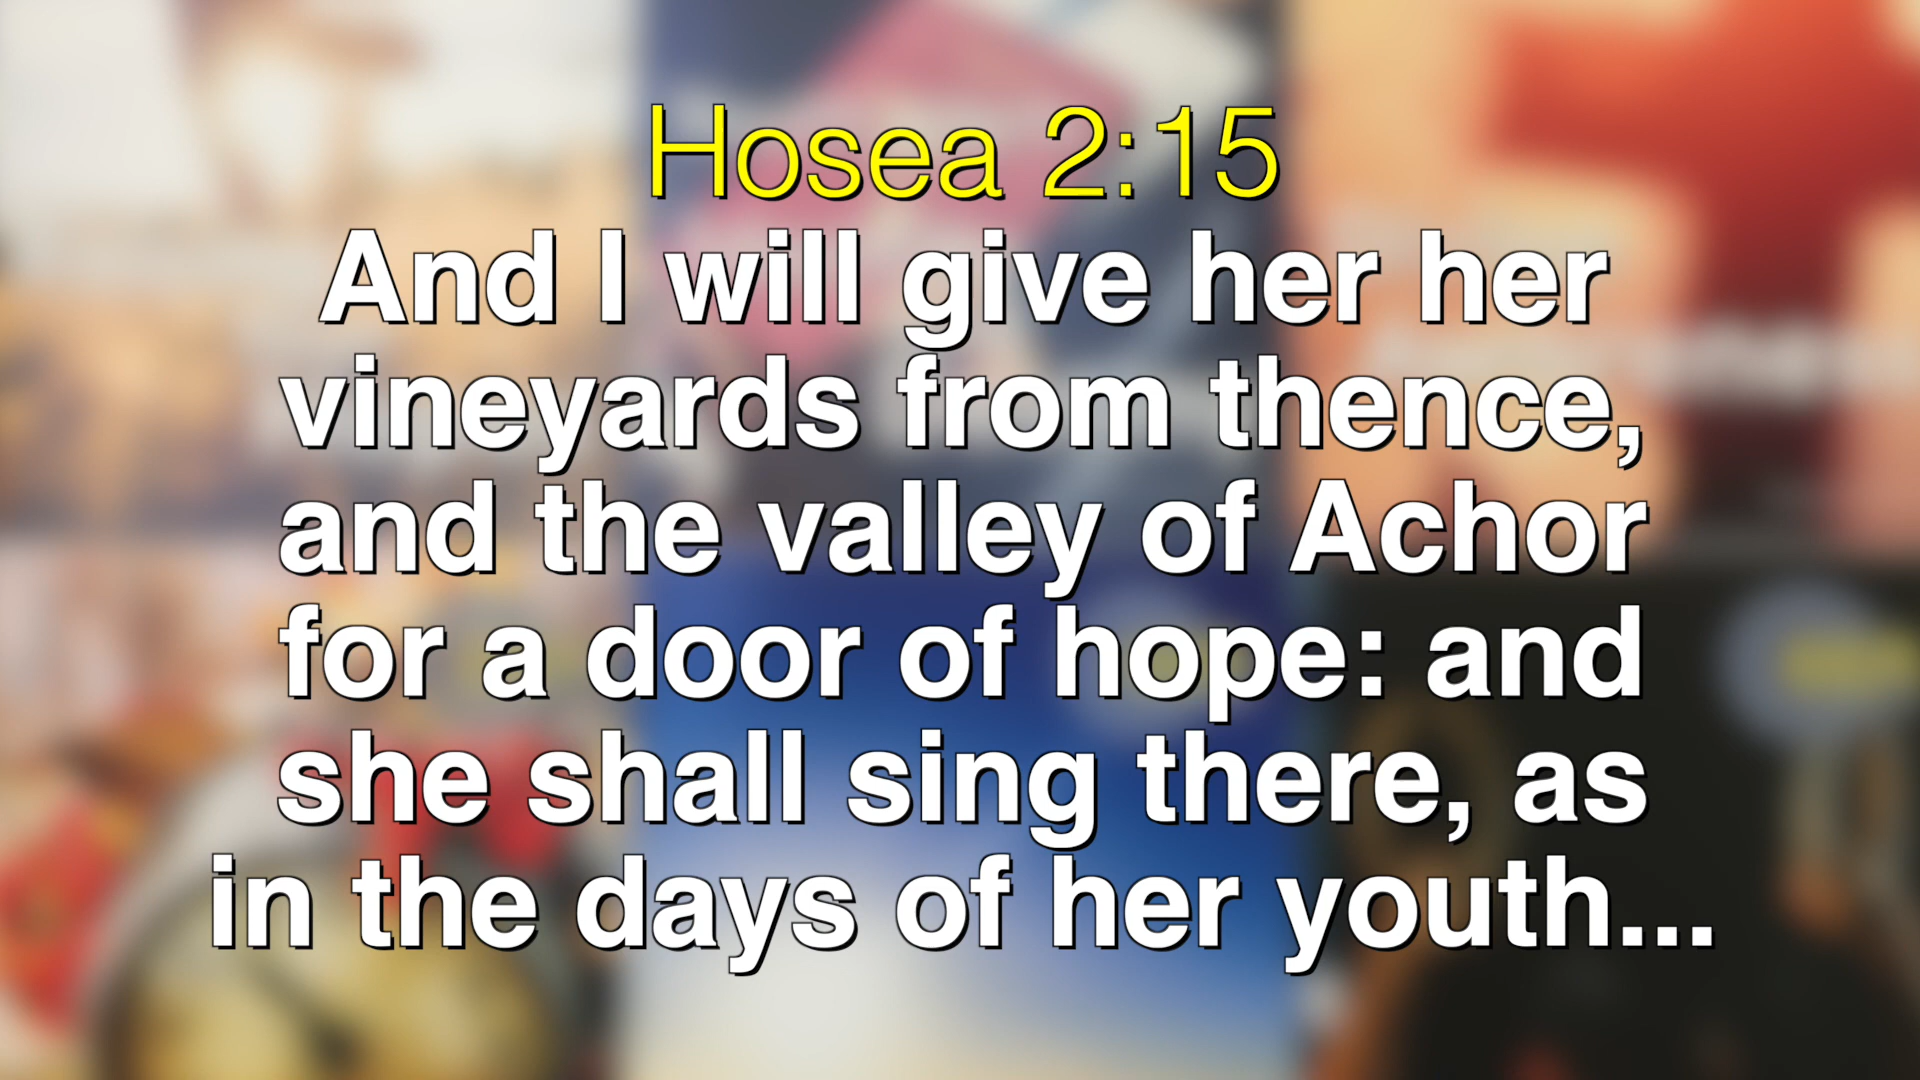 Hosea 2:15
And I will give her her
vineyards from thence,
and the valley of Achor
for a door of hope: and
she shall sing there, as
in the days of her youth...